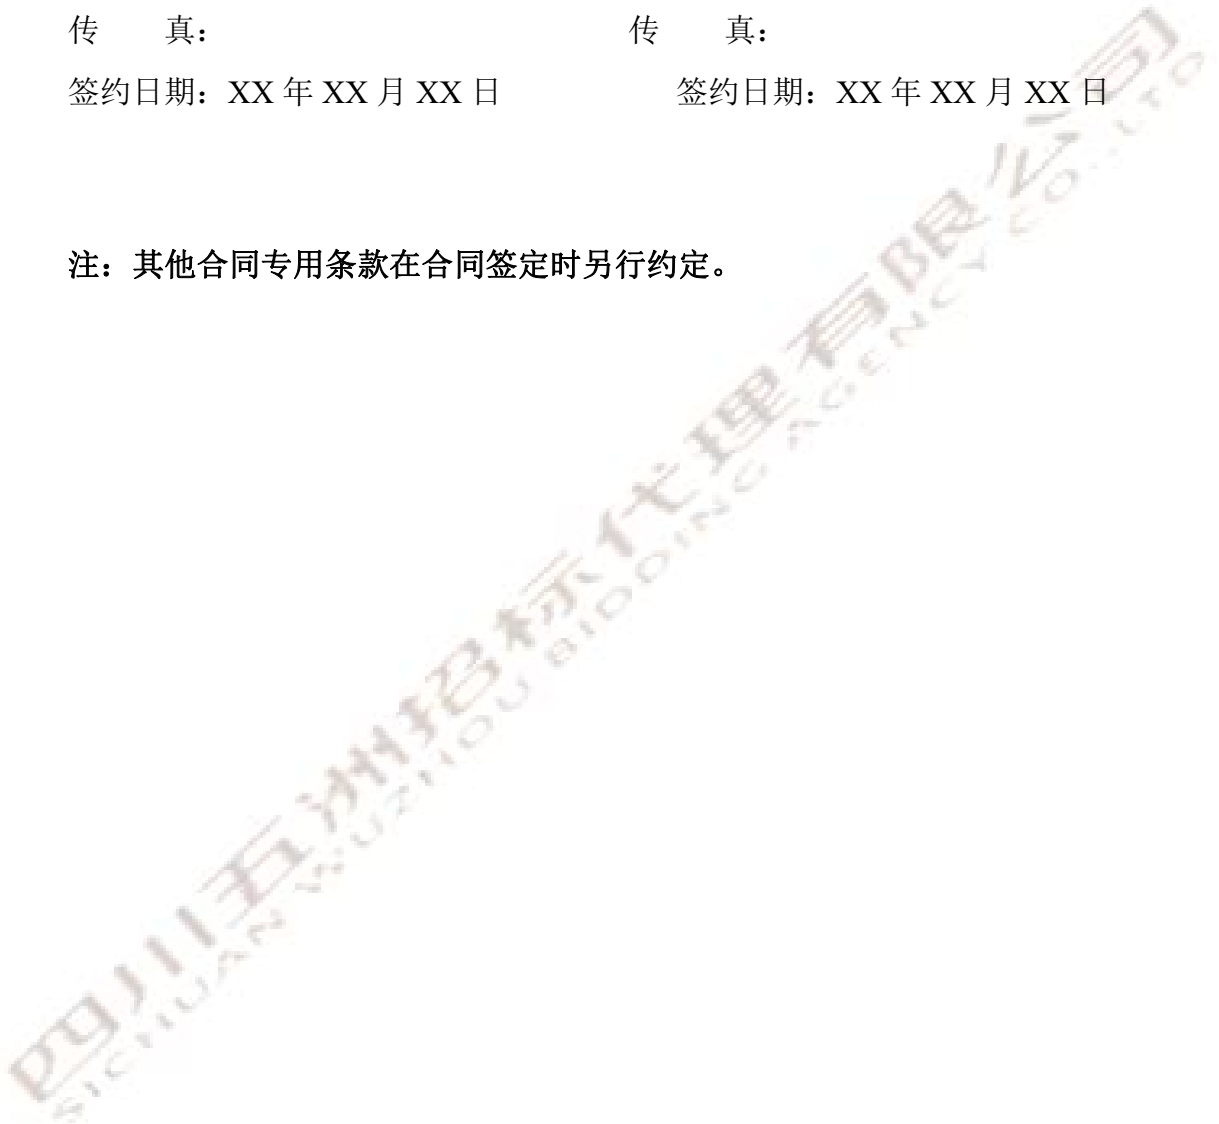 传　　真：　　　　　　　　　　　　　传　　真：
签约日期：XX 年 XX 月 XX 日　　　　　签约日期：XX 年 XX 月 XX 日
注：其他合同专用条款在合同签定时另行约定。
四川五洲招标代理有限公司
SICHUAN WUZHOU BIDDING AGENCY CO.,LTD